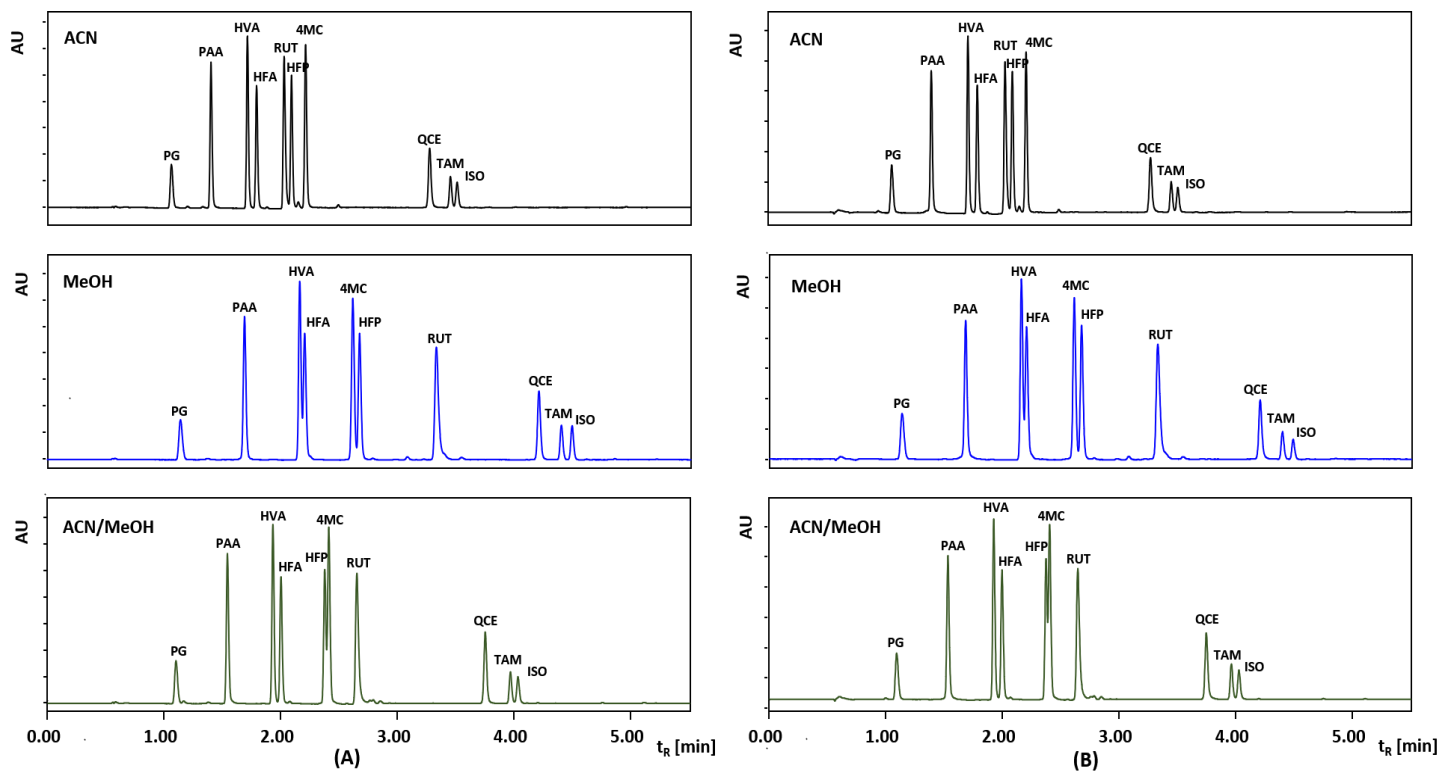 AU
ACN
PG
PAA
HVA
HFA
RUT
HFP
4MC
QCE
TAM
ISO
AU
MeOH
PG
PAA
HVA
HFA
4MC
HFP
RUT
QCE
TAM
ISO
AU
ACN/MeOH
PG
PAA
HVA
HFA
HFP
4MC
RUT
QCE
TAM
ISO
0.00 1.00 2.00 3.00 4.00 5.00 tR [min]
(A)
AU
ACN
PG
PAA
HVA
HFA
RUT
HFP
4MC
QCE
TAM
ISO
AU
MeOH
PG
PAA
HVA
HFA
4MC
HFP
RUT
QCE
TAM
ISO
AU
ACN/MeOH
PG
PAA
HVA
HFA
HFP
4MC
RUT
QCE
TAM
ISO
0.00 1.00 2.00 3.00 4.00 5.00 tR [min]
(B)